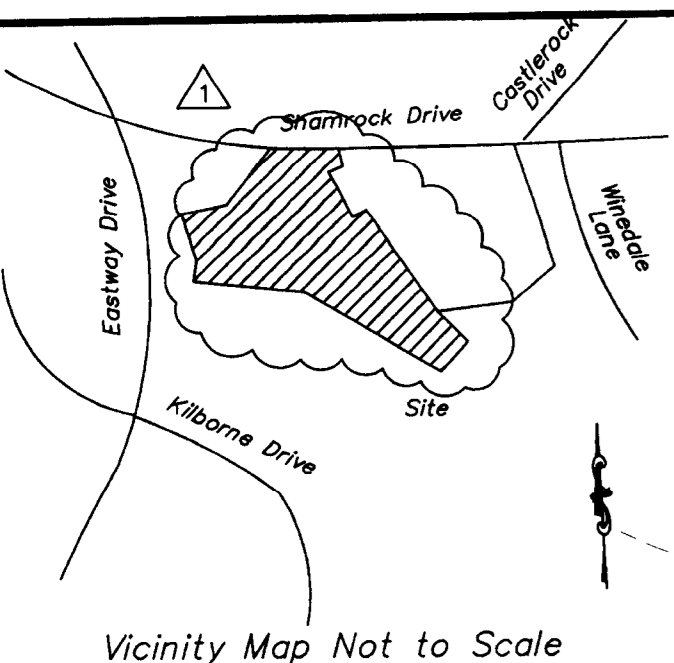 Castlerock
Drive
1
Shamrock Drive
Eastway Drive
Winedale
Lane
Site
Kilborne Drive
Vicinity Map Not to Scale